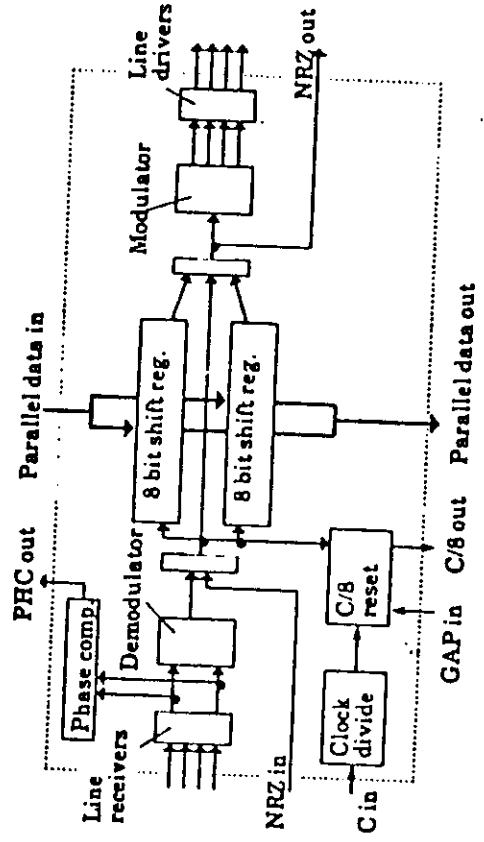 Parallel data in
PHC out
Phase comp.
Line
receivers
Demodulator
8 bit shift reg.
8 bit shift reg.
Modulator
Line
drivers
NRZ in
NRZ out
Clock
divide
C/8
reset
C in
GAP in
C/8 out
Parallel data out